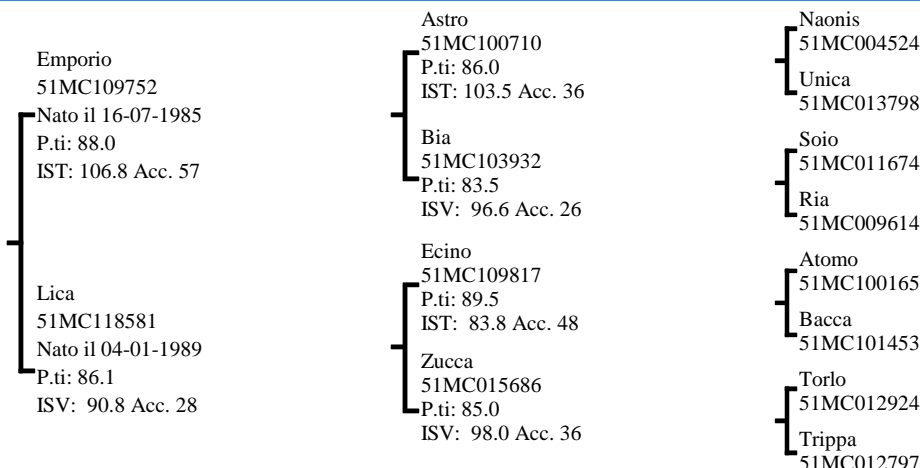 Emporio
51MC109752
Nato il 16-07-1985
P.ti: 88.0
IST: 106.8 Acc. 57
Lica
51MC118581
Nato il 04-01-1989
P.ti: 86.1
ISV: 90.8 Acc. 28
Astro
51MC100710
P.ti: 86.0
IST: 103.5 Acc. 36
Bia
51MC103932
P.ti: 83.5
ISV: 96.6 Acc. 26
Ecino
51MC109817
P.ti: 89.5
IST: 83.8 Acc. 48
Zucca
51MC015686
P.ti: 85.0
ISV: 98.0 Acc. 36
Naonis
51MC004524
Unica
51MC013798
Soio
51MC011674
Ria
51MC009614
Atomo
51MC100165
Bacca
51MC101453
Torlo
51MC012924
Trippa
51MC012797